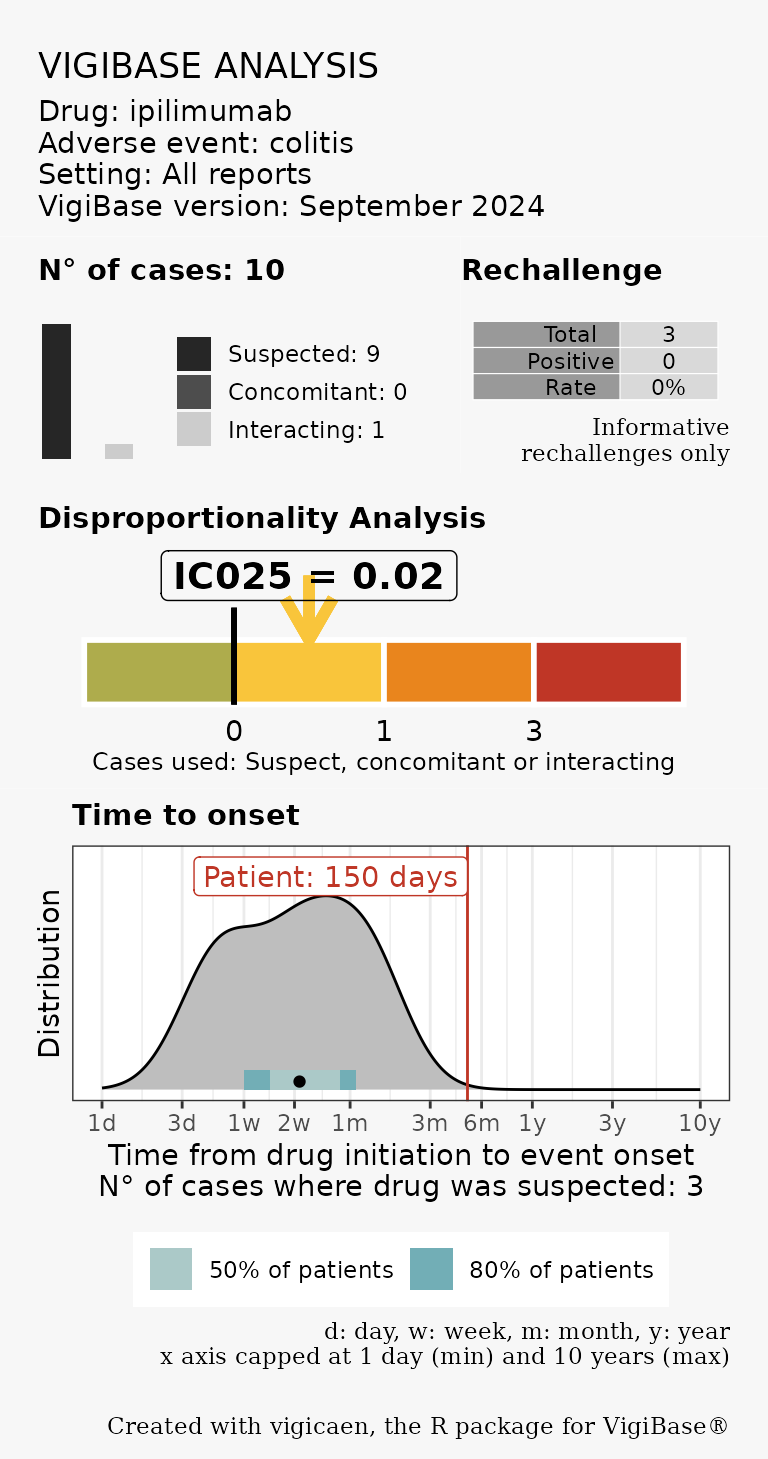 VIGIBASE ANALYSIS
Drug: ipilimumab
Adverse event: colitis
Setting: All reports
VigiBase version: September 2024
N° of cases: 10
Suspected: 9
Concomitant: 0
Interacting: 1
Rechallenge
Total 3
Positive 0
Rate 0%
Informative
rechallenges only
Disproportionality Analysis
IC025 = 0.02
0 1 3
Cases used: Suspect, concomitant or interacting
Time to onset
Patient: 150 days
Distribution
1d 3d 1w 2w 1m 3m 6m 1y 3y 10y
Time from drug initiation to event onset
N° of cases where drug was suspected: 3
50% of patients 80% of patients
d: day, w: week, m: month, y: year
x axis capped at 1 day (min) and 10 years (max)
Created with vigicaen, the R package for VigiBase®